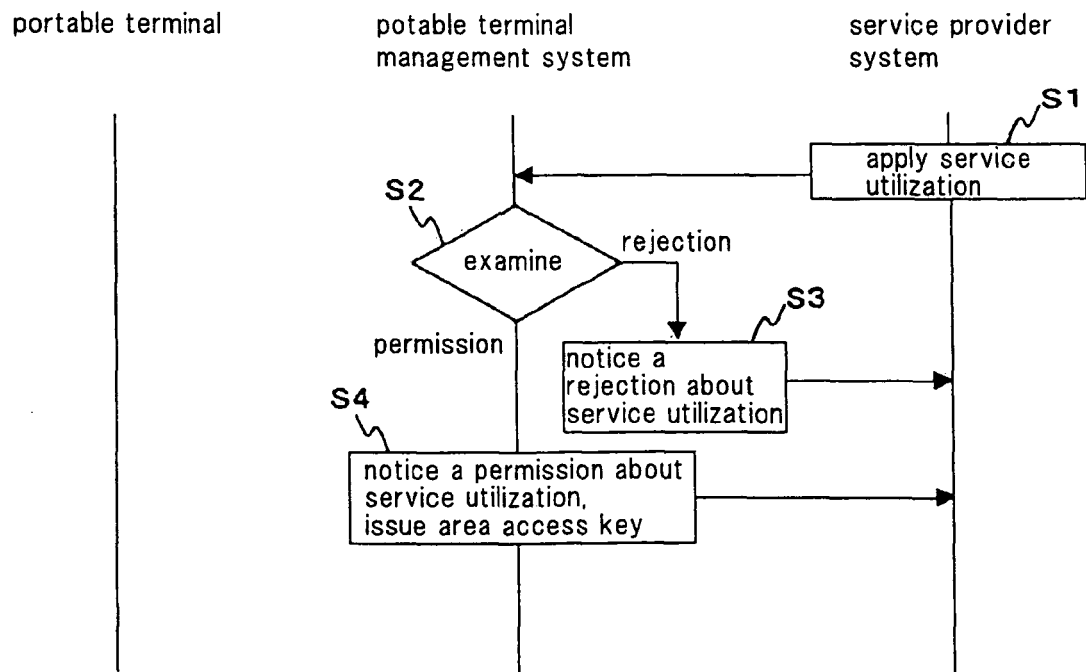 portable terminal
potable terminal
management system
service provider
system
S1
apply service
utilization
S2
examine
rejection
S3
permission
notice a
rejection about
service utilization
S4
notice a permission about
service utilization,
issue area access key